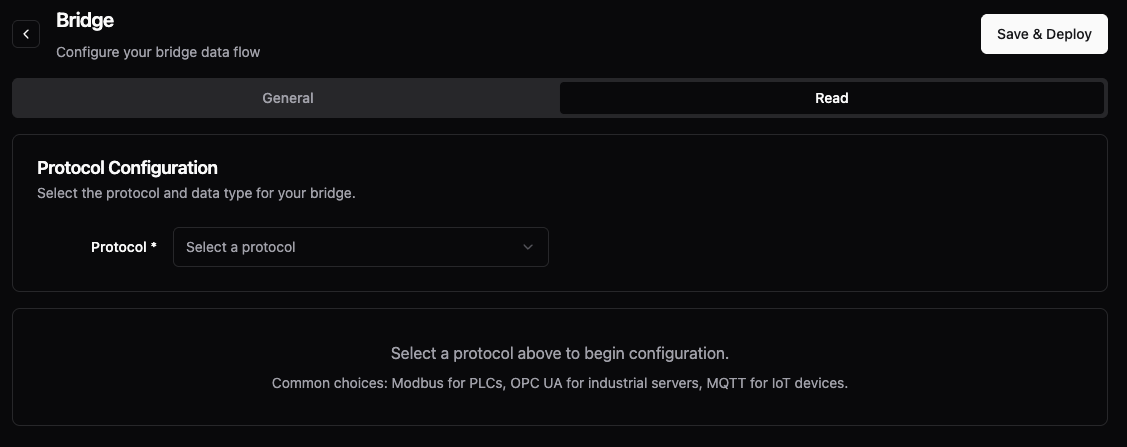 Bridge
Configure your bridge data flow
Save & Deploy
General
Read
Protocol Configuration
Select the protocol and data type for your bridge.
Protocol *
Select a protocol
Select a protocol above to begin configuration.
Common choices: Modbus for PLCs, OPC UA for industrial servers, MQTT for IoT devices.